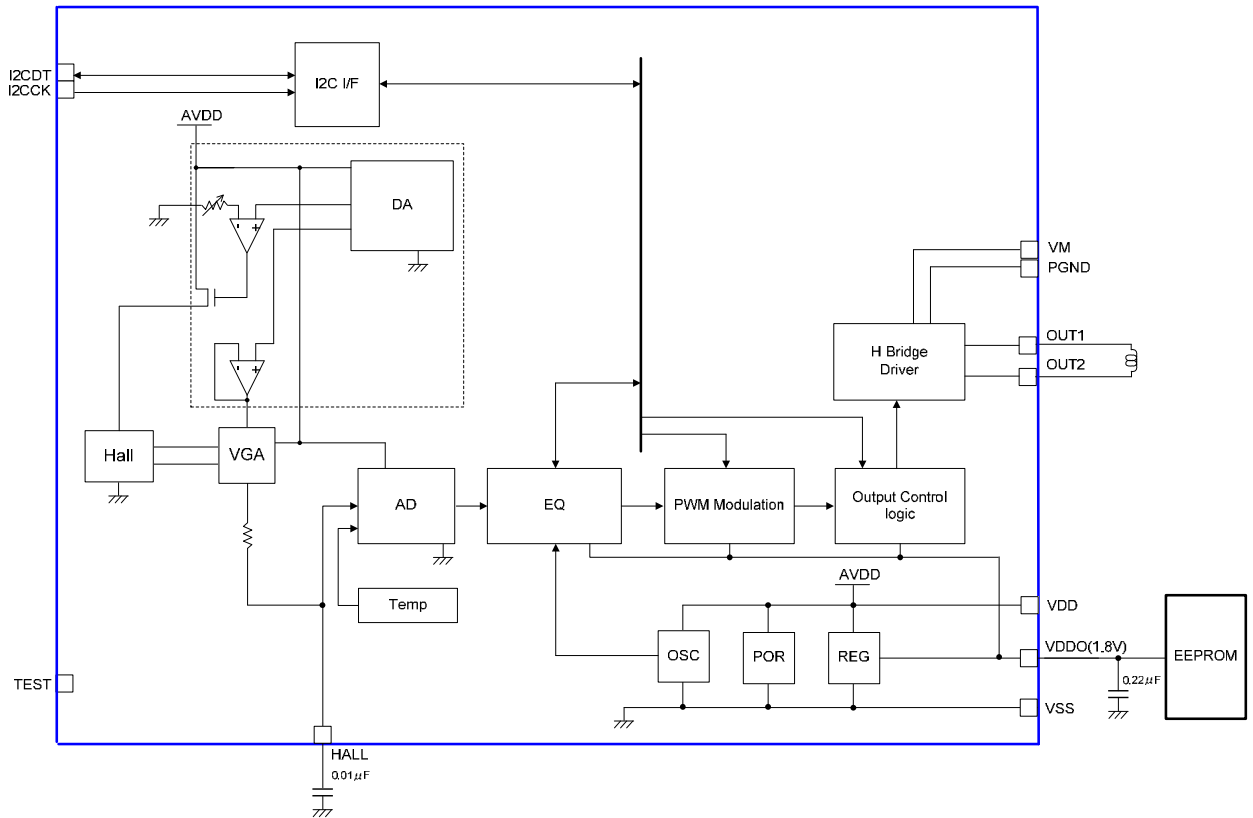 I2CDT
I2CCK
I2C I/F
AVDD
DA
-
+
-
+
VM
PGND
H Bridge
Driver
OUT1
OUT2
Hall
VGA
AD
EQ
PWM Modulation
Output Control
logic
Temp
AVDD
VDD
OSC
POR
REG
VDDO(1.8V)
EEPROM
0.22μF
TEST
VSS
HALL
0.01μF